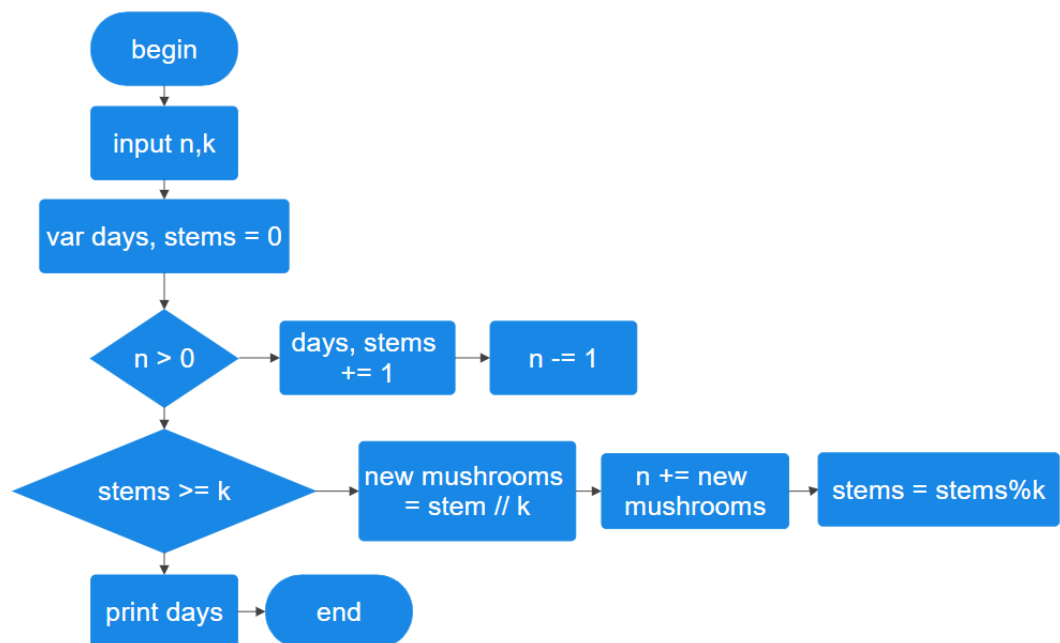 begin
input n,k
var days, stems = 0
n > 0
days, stems
+= 1
n -= 1
stems >= k
new mushrooms
= stem // k
n += new
mushrooms
stems = stems%k
print days
end